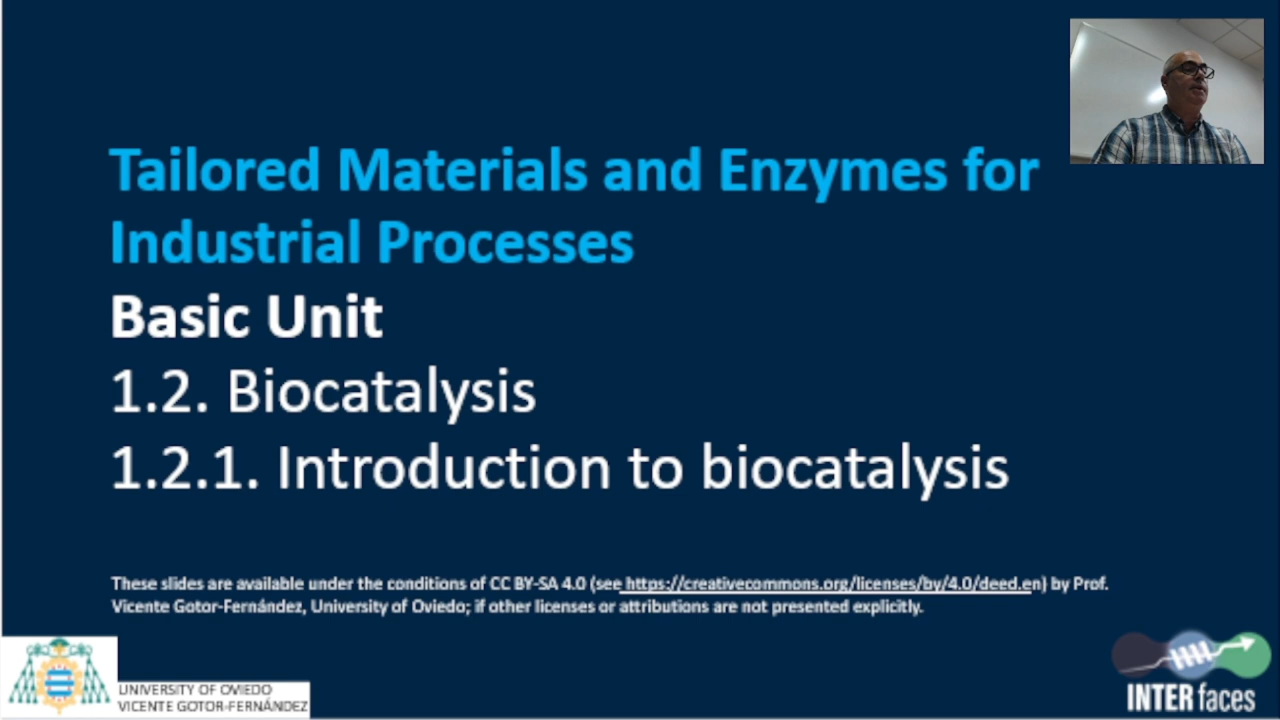 Tailored Materials and Enzymes for
Industrial Processes
Basic Unit
1.2. Biocatalysis
1.2.1. Introduction to biocatalysis
These slides are available under the conditions of CC BY-SA 4.0 (see https://creativecommons.org/licenses/by/4.0/deed.en) by Prof.
Vicente Gotor-Fernández, University of Oviedo; if other licenses or attributions are not presented explicitly.
UNIVERSITY OF OVIEDO
VICENTE GOTOR-FERNÁNDEZ
INTERfaces